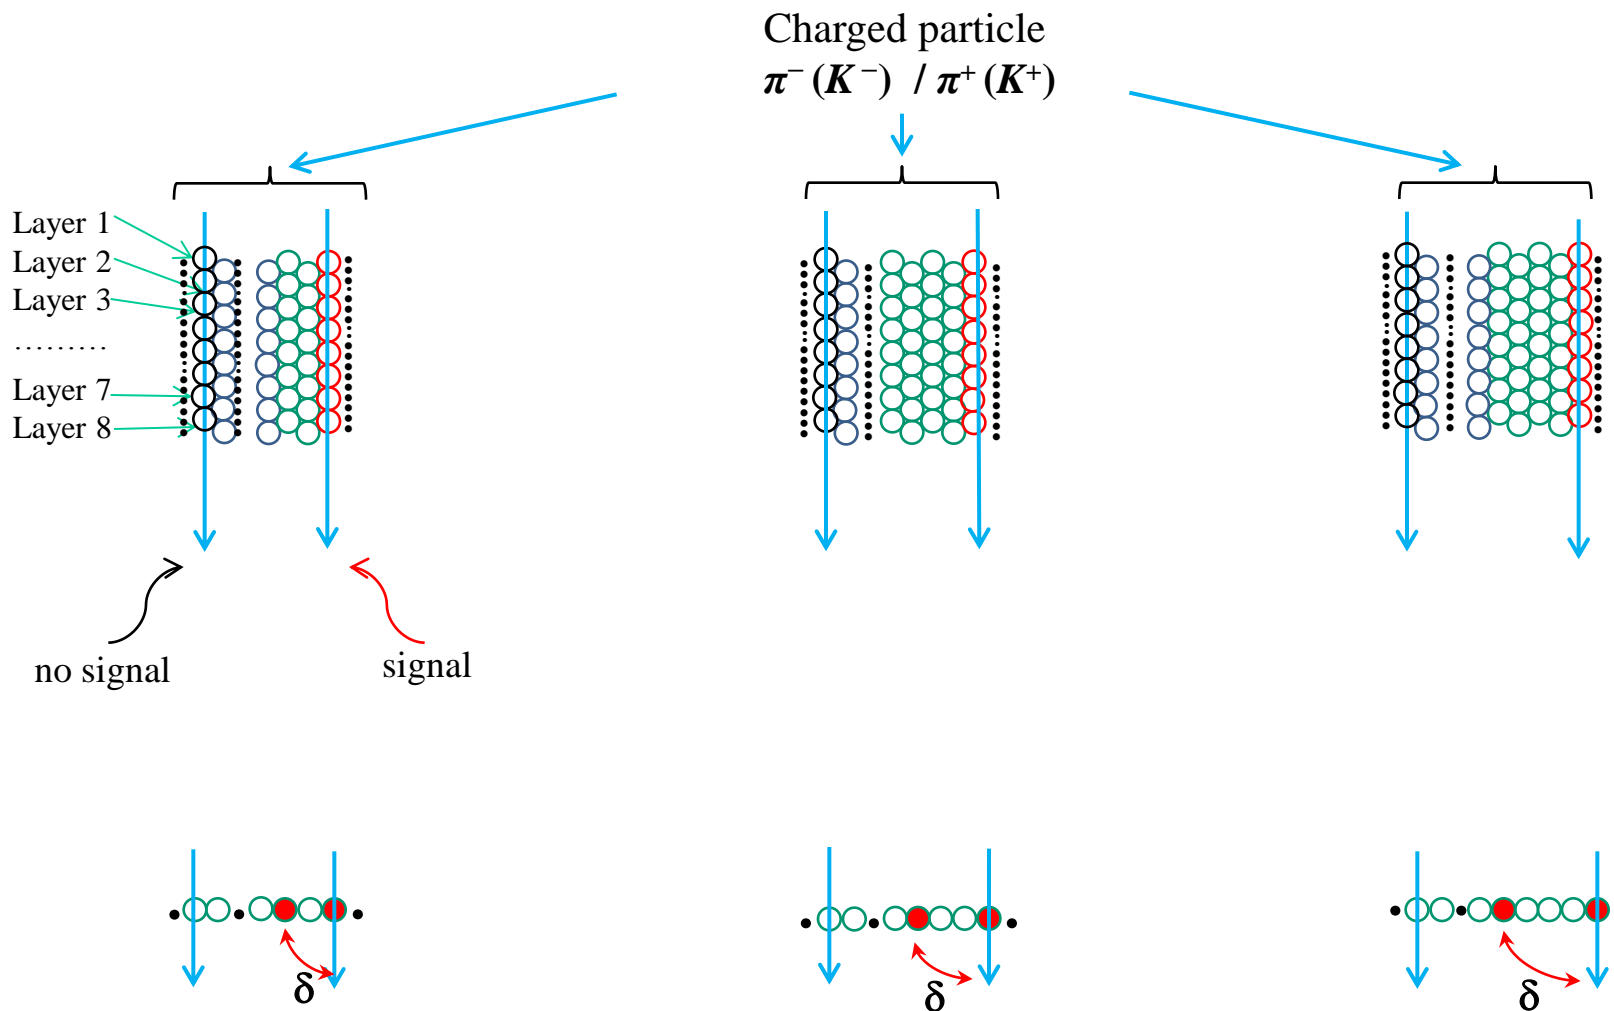 Charged particle
π⁻ (K⁻) / π⁺ (K⁺)
Layer 1
Layer 2
Layer 3
………
Layer 7
Layer 8
no signal
signal
δ
δ
δ